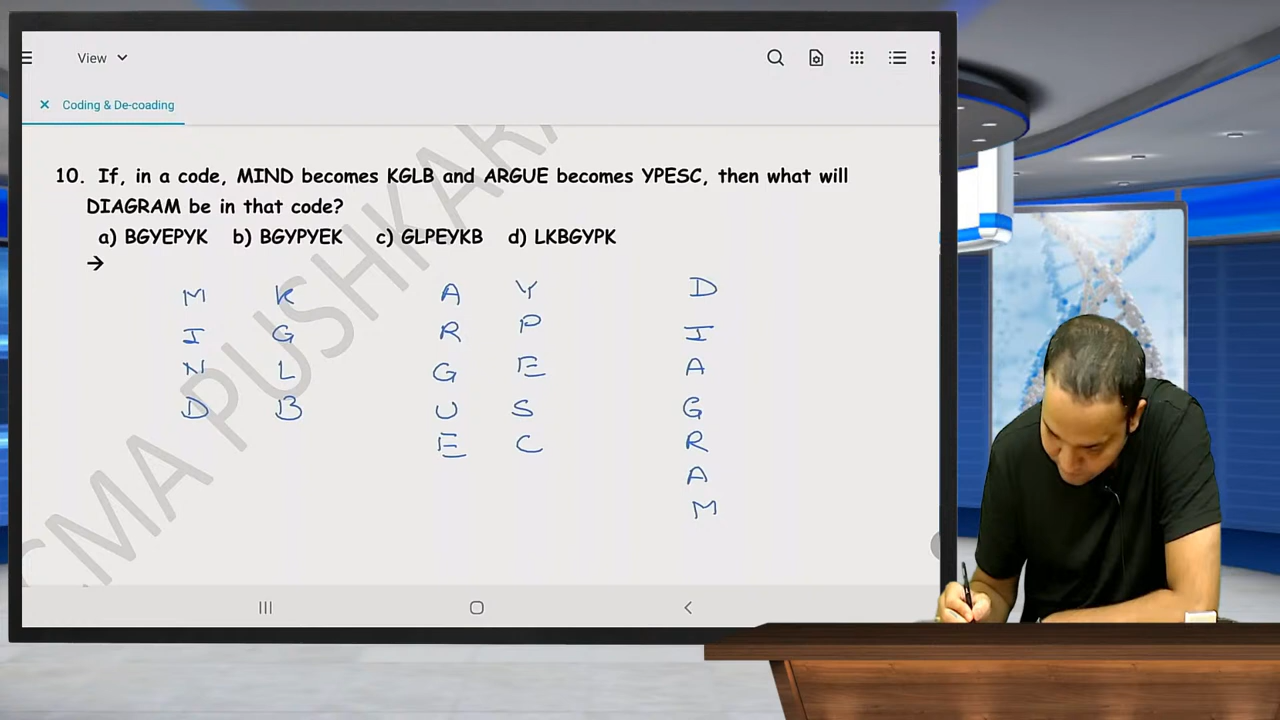 View
Coding & De-coading
10. If, in a code, MIND becomes KGLB and ARGUE becomes YPESC, then what will
DIAGRAM be in that code?
a) BGYEPYK b) BGYPYEK c) GLPEYKB d) LKBGYPK
→
M K A Y D
I G R P I
N L G E A
D B U S G
E C R
A
M
CMA PUSHKARA